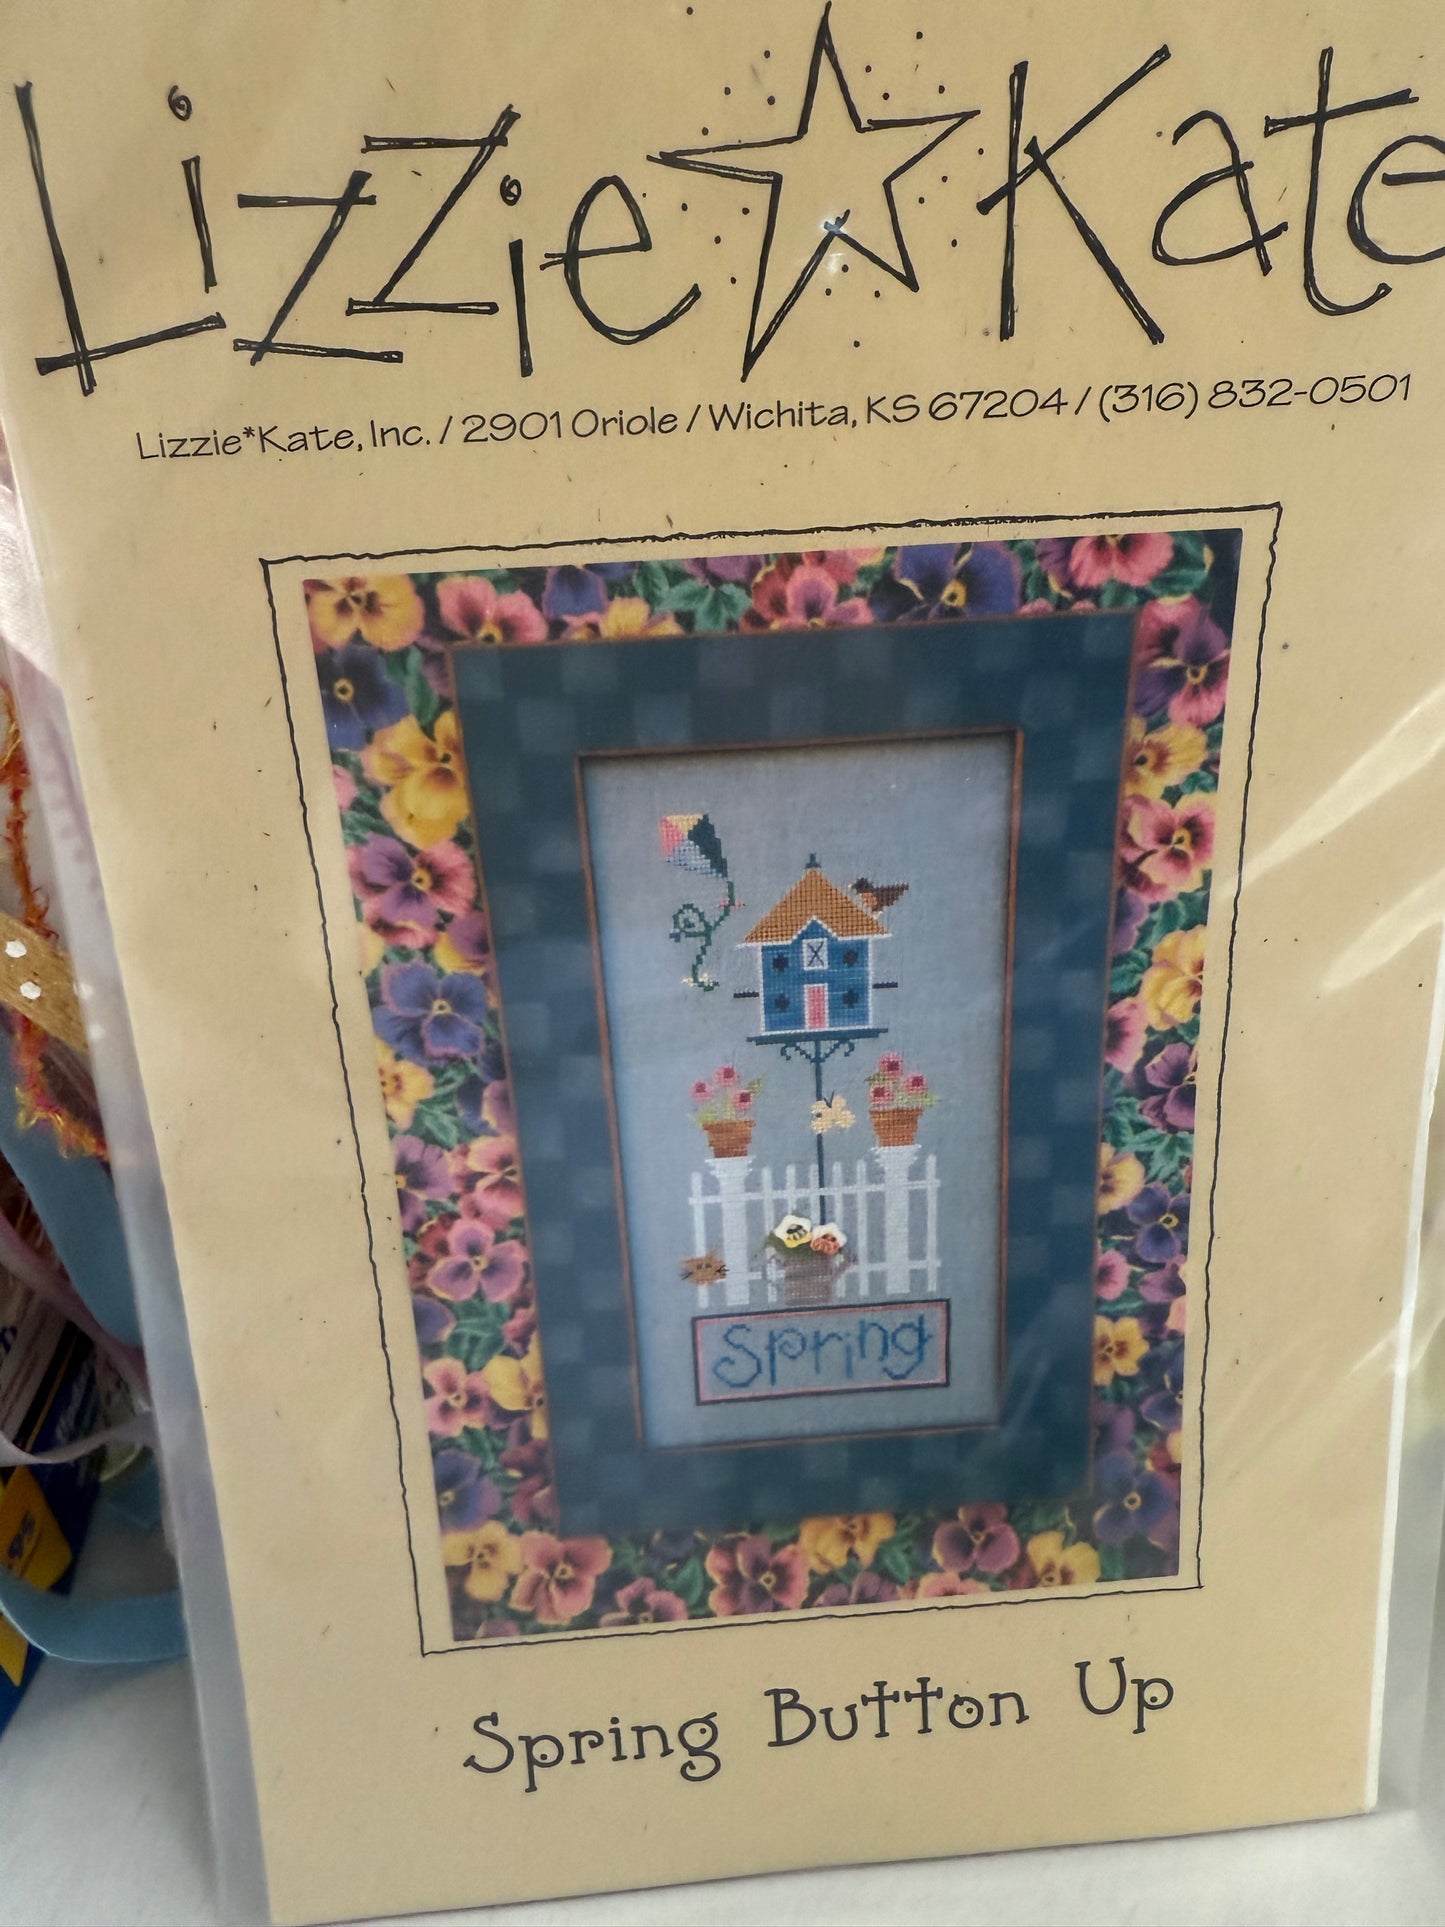 Lizzie Kate
Lizzie*Kate, Inc. / 2901 Oriole / Wichita, KS 67204 / (316) 832-0501
Spring
Spring Button Up